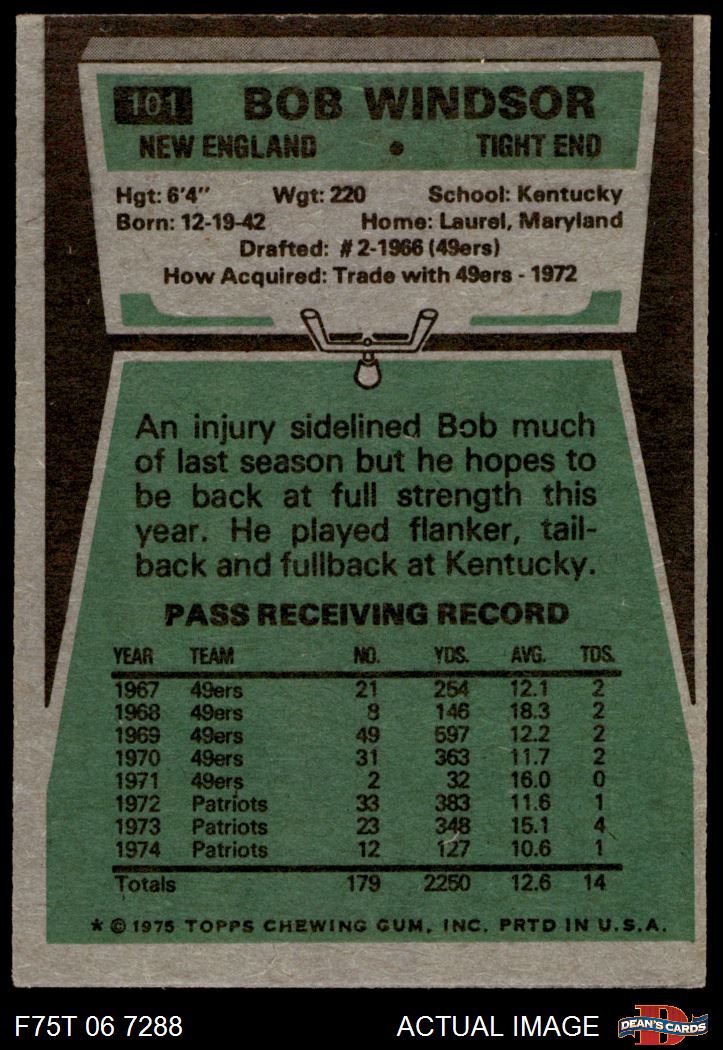 101 BOB WINDSOR
NEW ENGLAND • TIGHT END
Hgt: 6'4" Wgt: 220 School: Kentucky
Born: 12-19-42 Home: Laurel, Maryland
Drafted: #2-1966 (49ers)
How Acquired: Trade with 49ers - 1972
An injury sidelined Bob much
of last season but he hopes to
be back at full strength this
year. He played flanker, tail-
back and fullback at Kentucky.
PASS RECEIVING RECORD
YEAR TEAM NO. YDS. AVG. TDS.
1967 49ers 21 254 12.1 2
1968 49ers 8 146 18.3 2
1969 49ers 49 597 12.2 2
1970 49ers 31 363 11.7 2
1971 49ers 2 32 16.0 0
1972 Patriots 33 383 11.6 1
1973 Patriots 23 348 15.1 4
1974 Patriots 12 127 10.6 1
Totals 179 2250 12.6 14
* © 1975 TOPPS CHEWING GUM, INC. PRTD IN U.S.A.
F75T 06 7288 ACTUAL IMAGE D DEAN'S CARDS